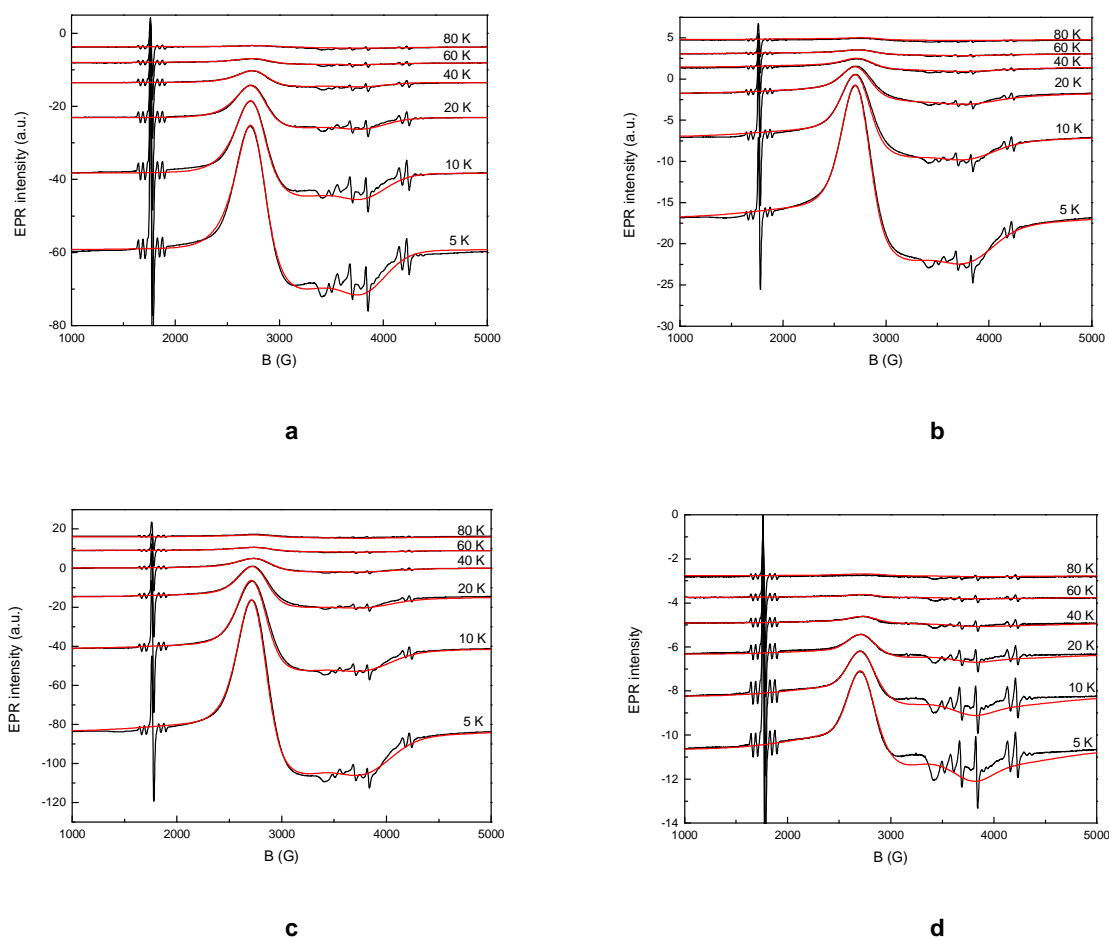 0
-20
-40
-60
-80
80 K
60 K
40 K
20 K
10 K
5 K
EPR intensity (a.u.)
1000 2000 3000 4000 5000
B (G)
a
5
0
-5
-10
-15
-20
-25
-30
80 K
60 K
40 K
20 K
10 K
5 K
EPR intensity (a.u.)
1000 2000 3000 4000 5000
B (G)
b
20
0
-20
-40
-60
-80
-100
-120
80 K
60 K
40 K
20 K
10 K
5 K
EPR intensity (a.u.)
1000 2000 3000 4000 5000
B (G)
c
0
-2
-4
-6
-8
-10
-12
-14
80 K
60 K
40 K
20 K
10 K
5 K
EPR intensity
1000 2000 3000 4000 5000
B (G)
d